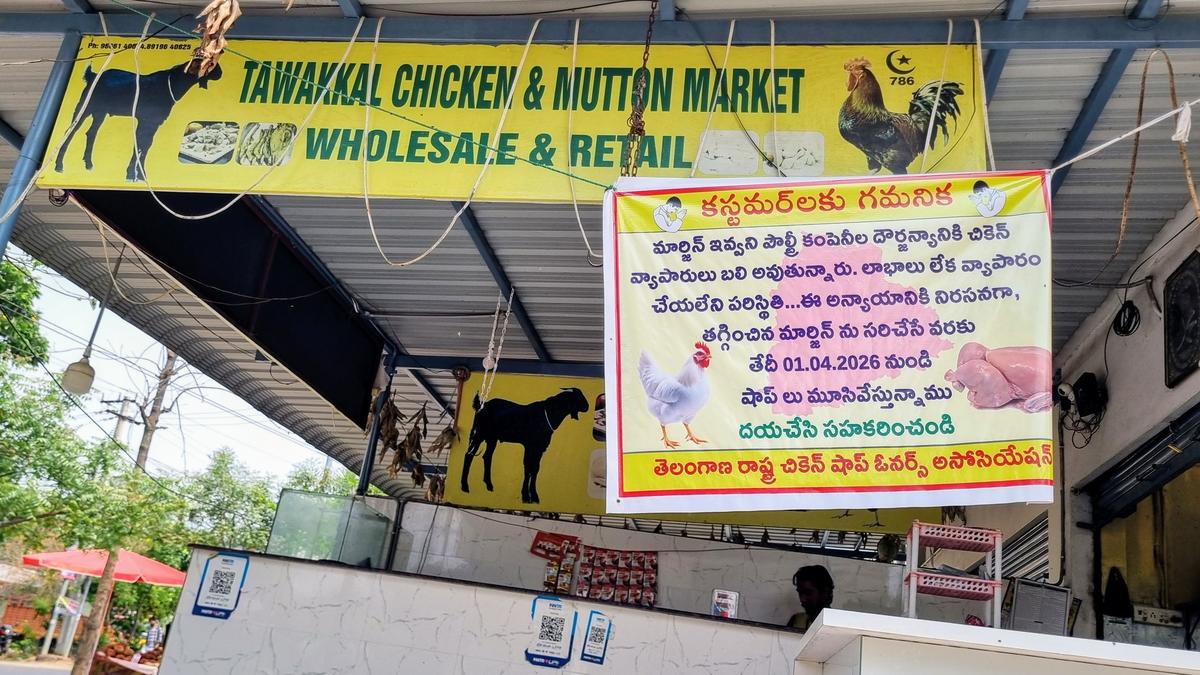 TAWAKKAL CHICKEN & MUTTON MARKET
786
WHOLESALE & RETAIL
కస్టమర్‌లకు గమనిక
మార్జిన్ ఇవ్వని పౌల్ట్రీ కంపెనీల దౌర్జన్యానికి చికెన్
వ్యాపారులు బలి అవుతున్నారు. లాభాలు లేక వ్యాపారం
చేయలేని పరిస్థితి...ఈ అన్యాయానికి నిరసనగా,
తగ్గించిన మార్జిన్ ను సరిచేసే వరకు
తేదీ 01.04.2026 నుండి
షాప్ లు మూసివేస్తున్నాము
దయచేసి సహకరించండి
తెలంగాణ రాష్ట్ర చికెన్ షాప్ ఓనర్స్ అసోసియేషన్